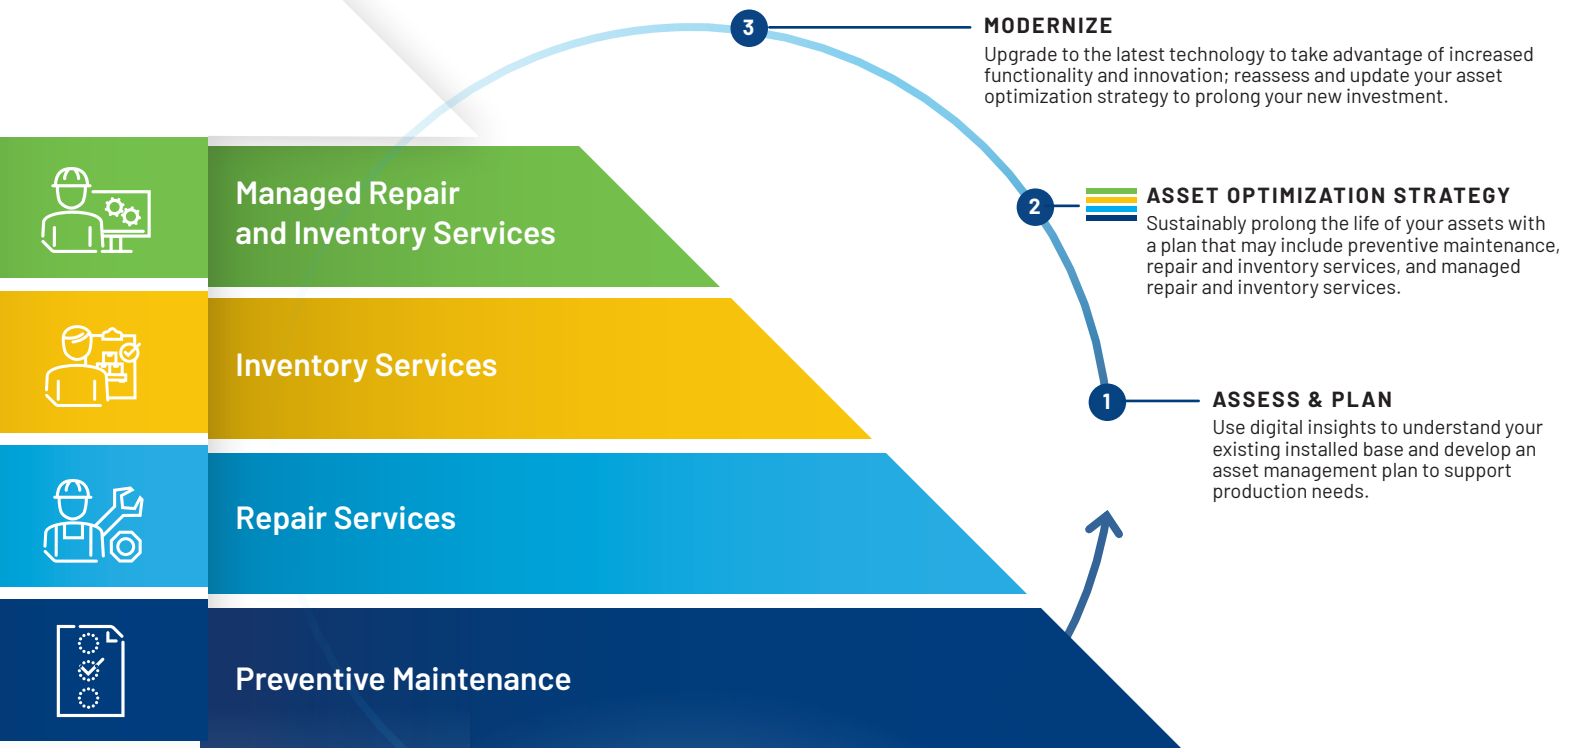 3
MODERNIZE
Upgrade to the latest technology to take advantage of increased
functionality and innovation; reassess and update your asset
optimization strategy to prolong your new investment.
Managed Repair
and Inventory Services
2
ASSET OPTIMIZATION STRATEGY
Sustainably prolong the life of your assets with
a plan that may include preventive maintenance,
repair and inventory services, and managed
repair and inventory services.
Inventory Services
1
ASSESS & PLAN
Use digital insights to understand your
existing installed base and develop an
asset management plan to support
production needs.
Repair Services
Preventive Maintenance